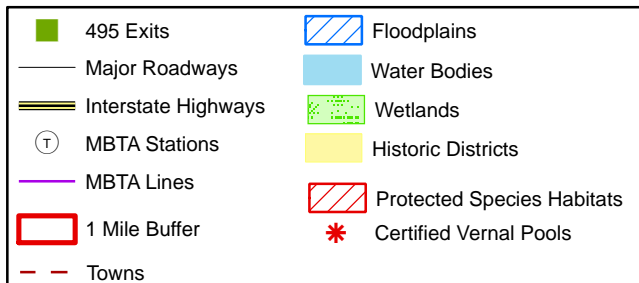 495 Exits
Major Roadways
Interstate Highways
T MBTA Stations
MBTA Lines
1 Mile Buffer
Towns
Floodplains
Water Bodies
Wetlands
Historic Districts
Protected Species Habitats
Certified Vernal Pools